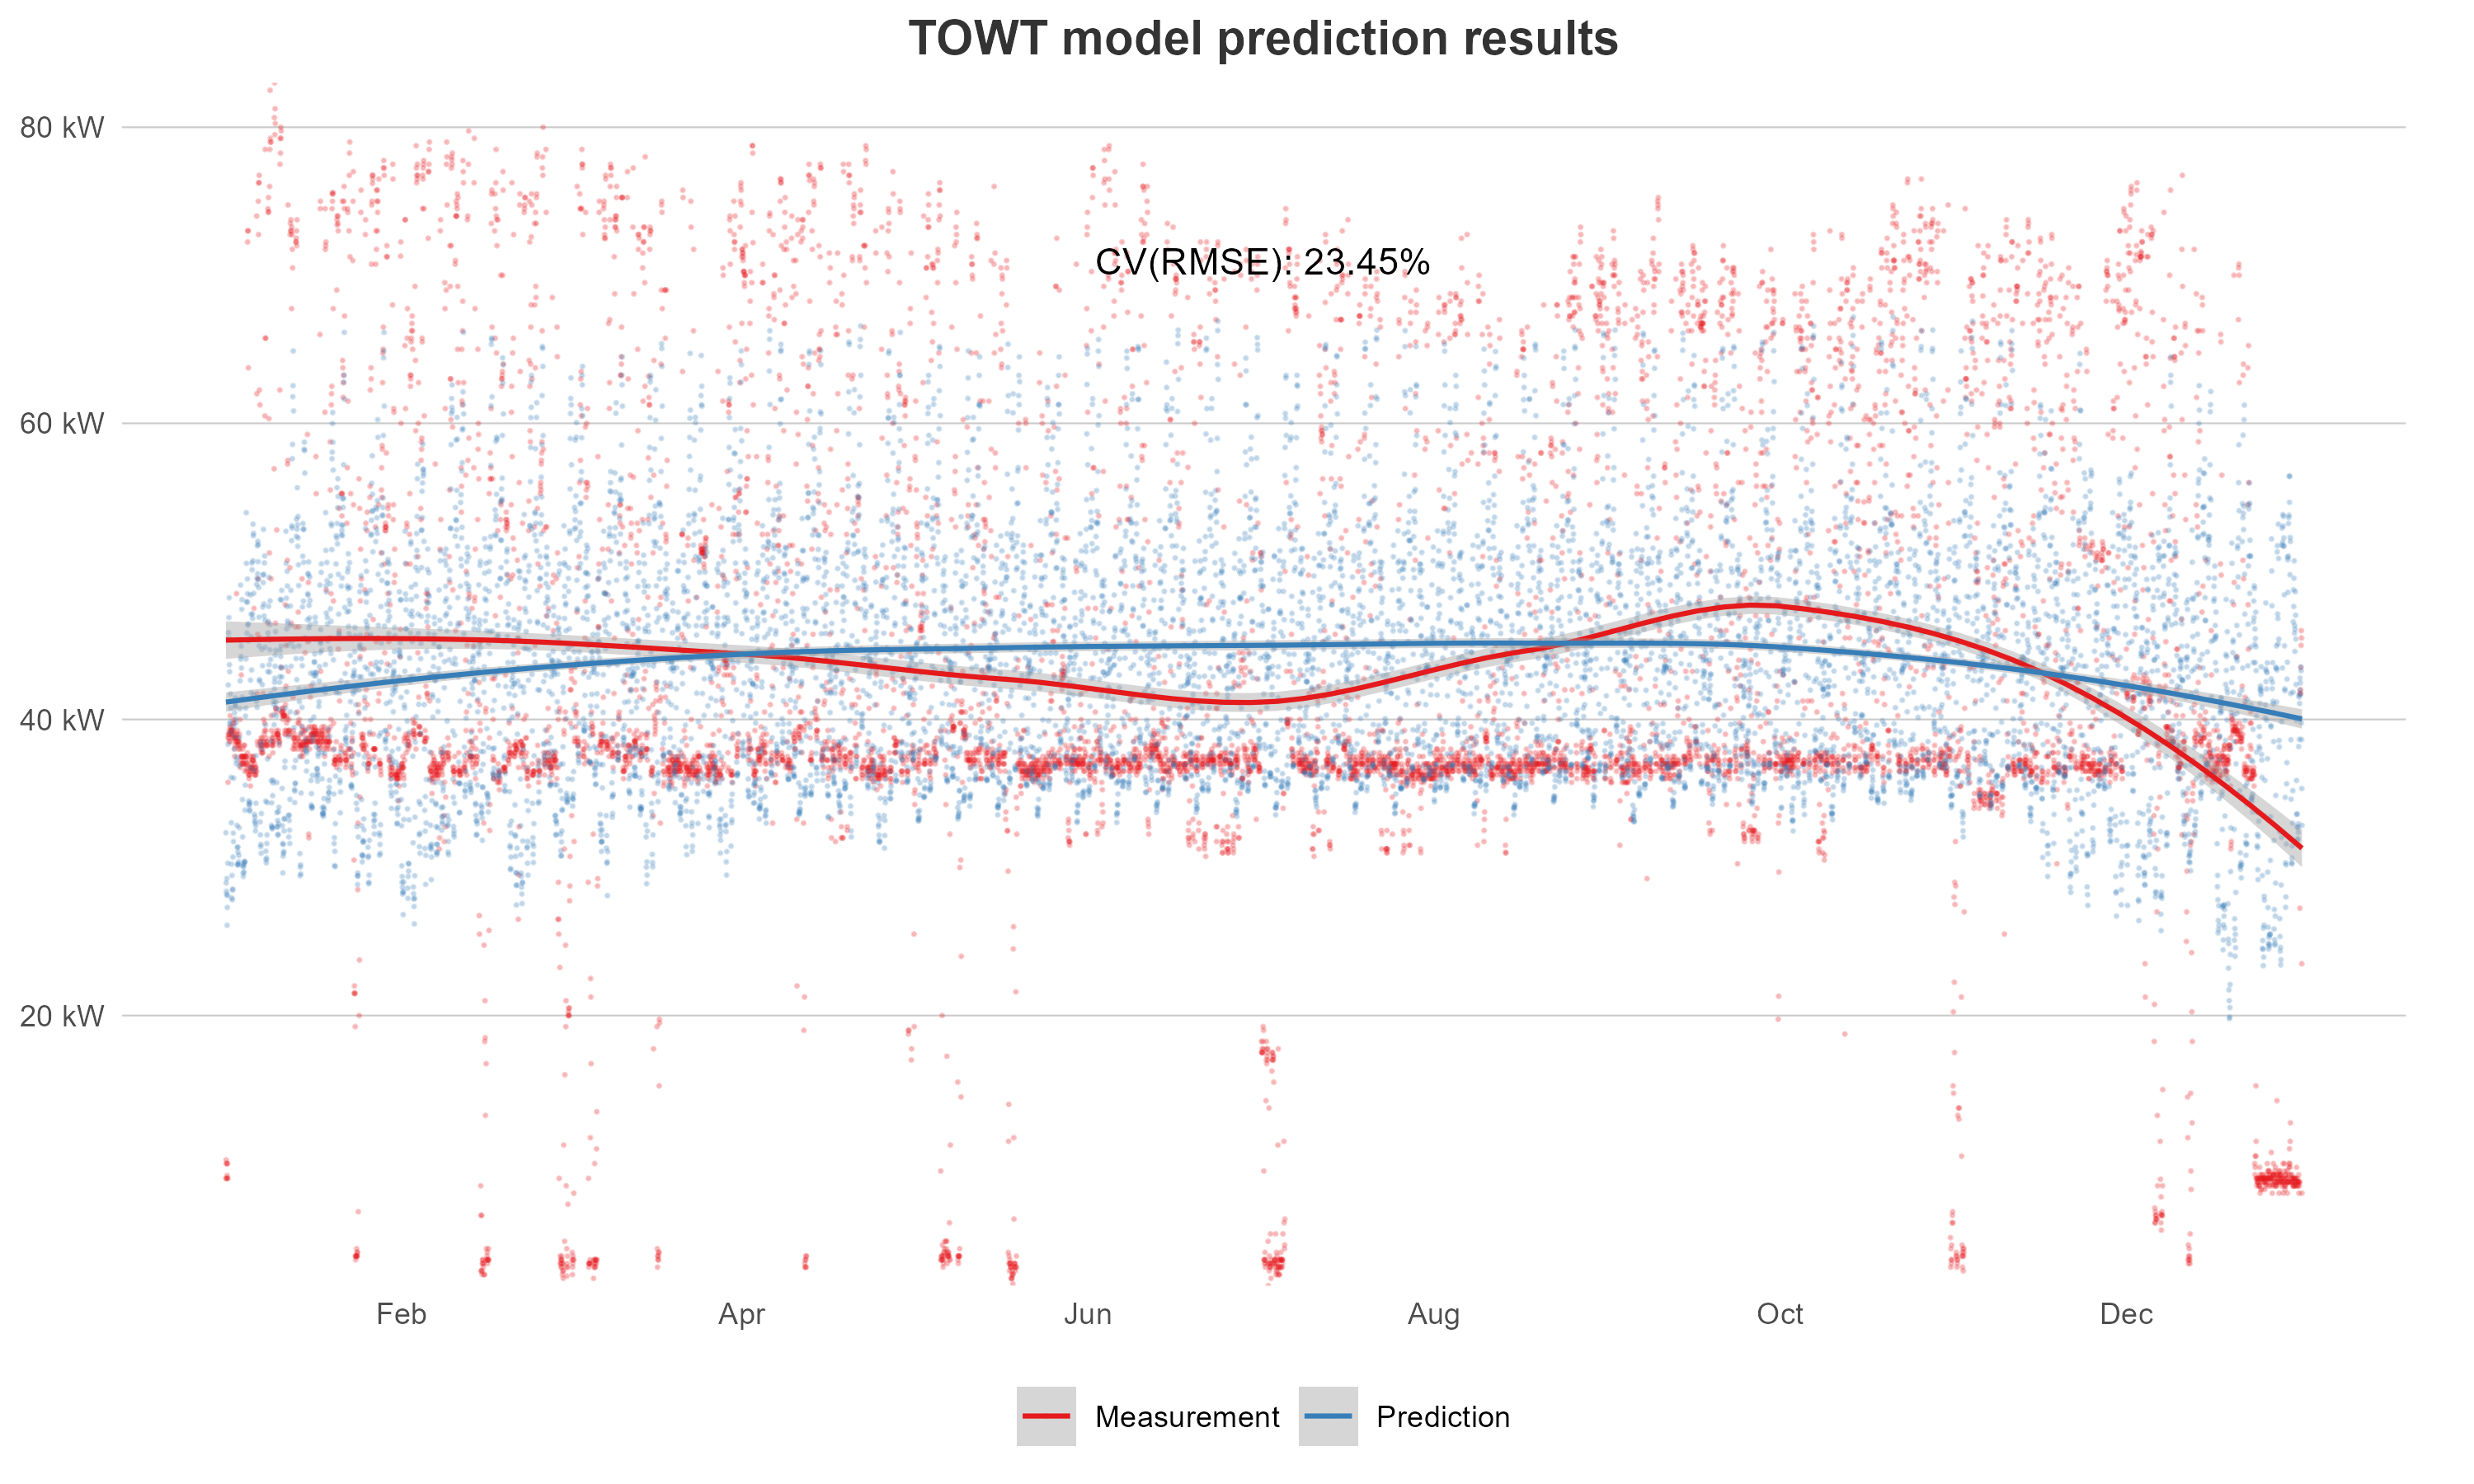 TOWT model prediction results
80 kW
CV(RMSE): 23.45%
60 kW
40 kW
20 kW
Feb Apr Jun Aug Oct Dec
Measurement Prediction